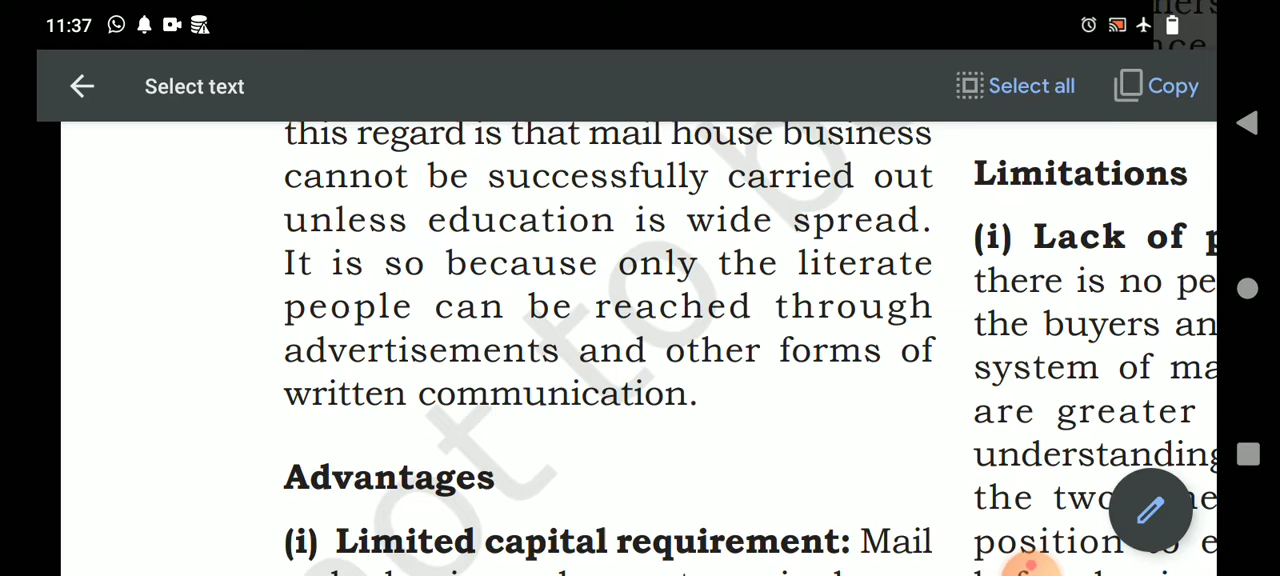 11:37
Select text
Select all
Copy
this regard is that mail house business
cannot be successfully carried out
unless education is wide spread.
It is so because only the literate
people can be reached through
advertisements and other forms of
written communication.
Advantages
(i) Limited capital requirement: Mail
Limitations
(i) Lack of
there is no
the buyers
system of
are greater
understanding
the two
position
not to